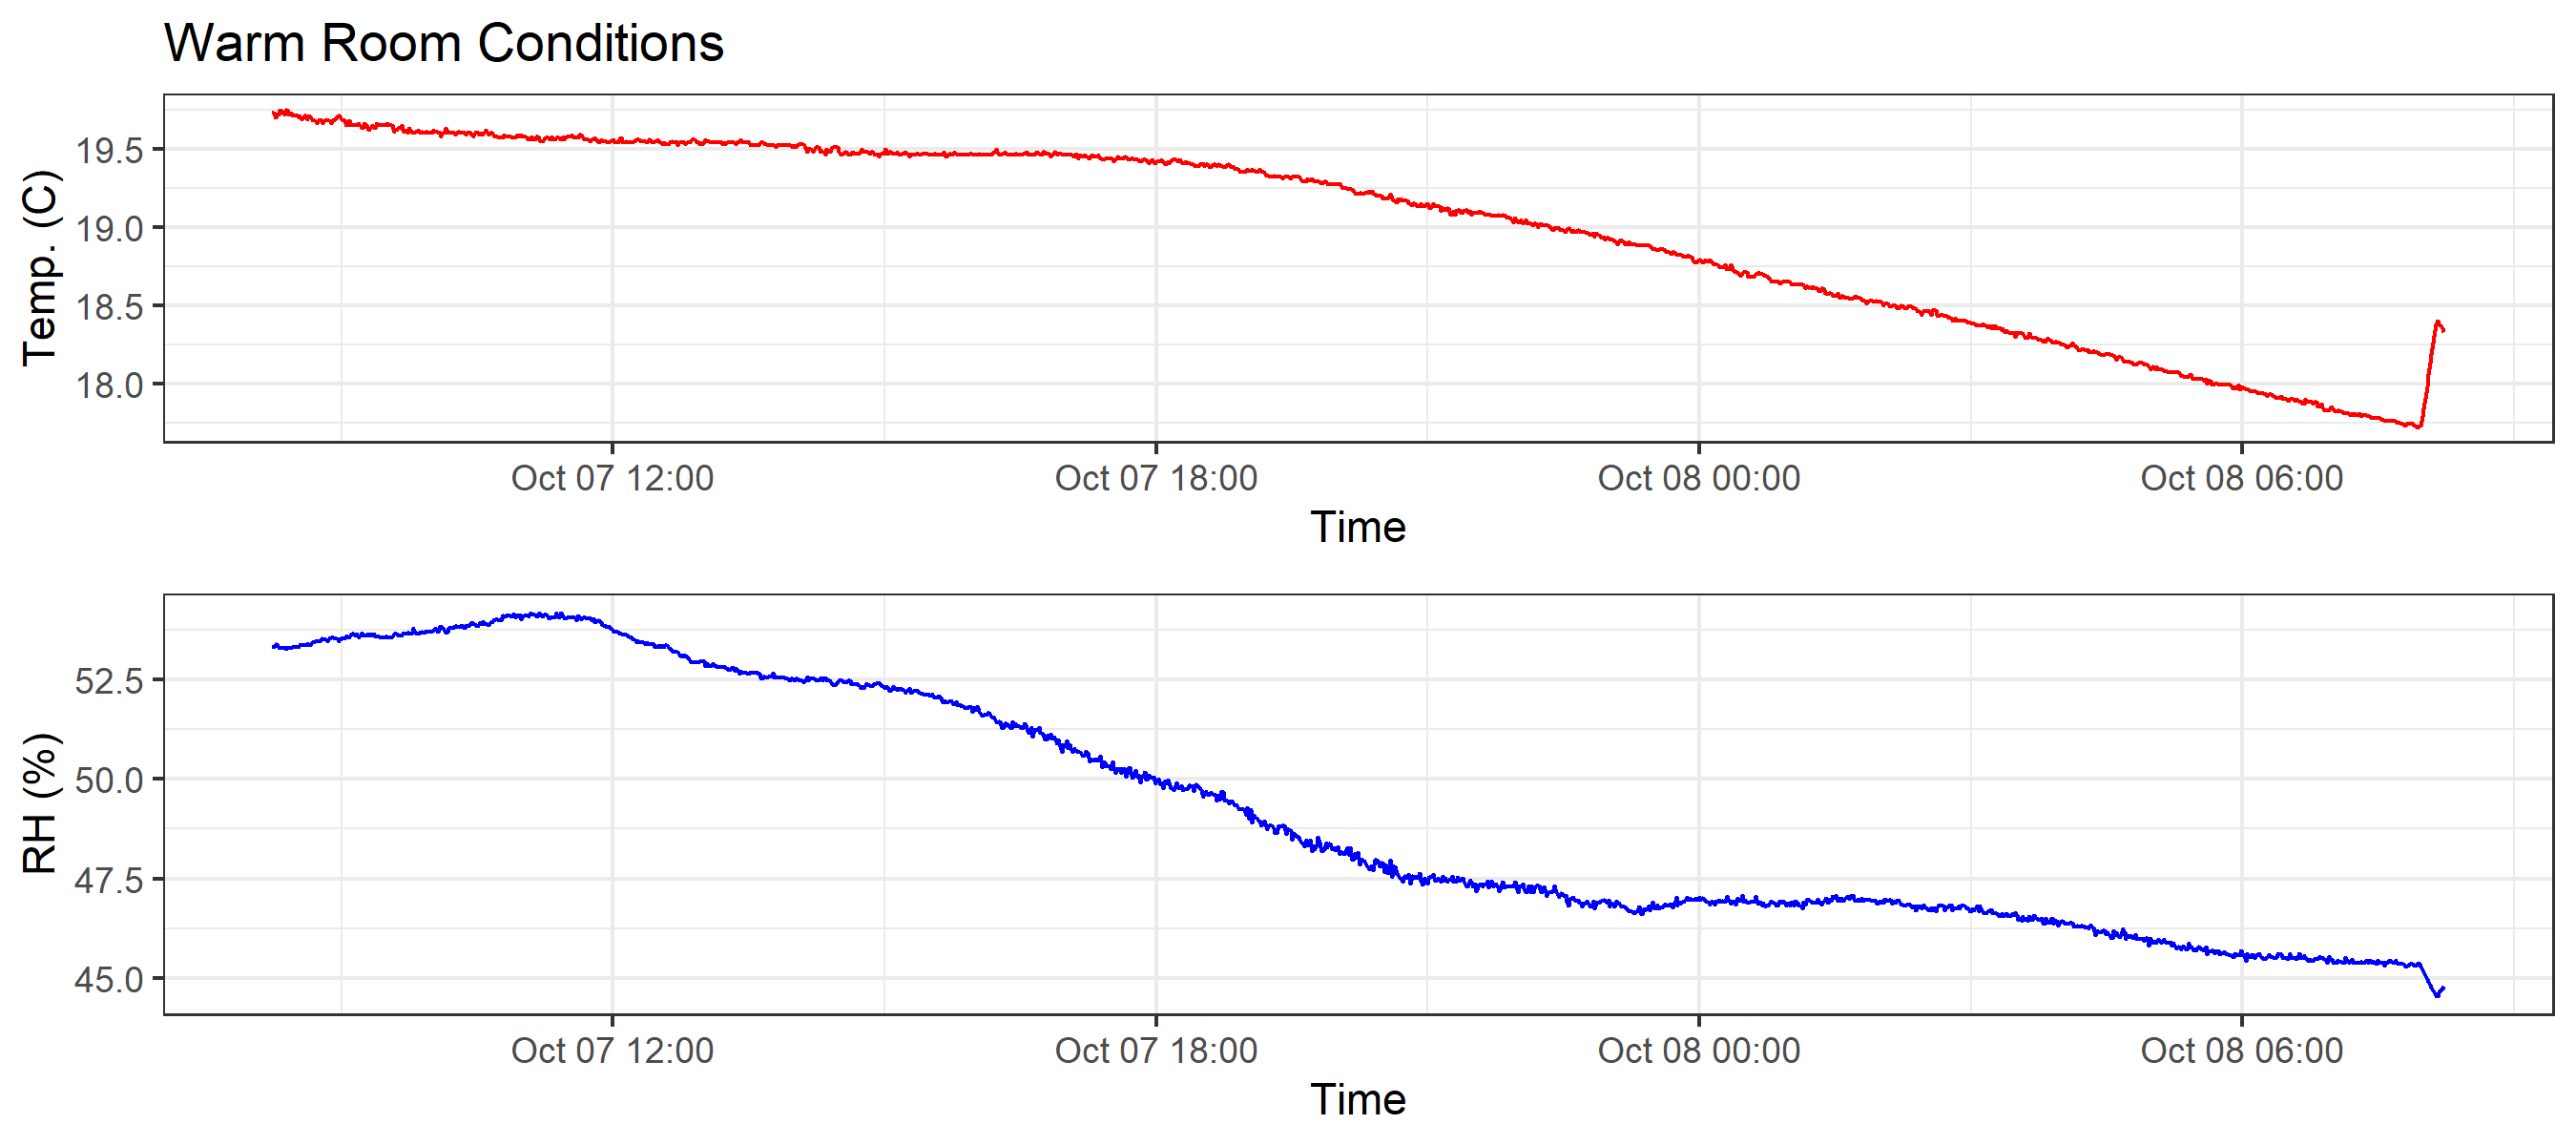 Warm Room Conditions
Temp. (C)
19.5
19.0
18.5
18.0
Oct 07 12:00 Oct 07 18:00 Oct 08 00:00 Oct 08 06:00
Time
RH (%)
52.5
50.0
47.5
45.0
Oct 07 12:00 Oct 07 18:00 Oct 08 00:00 Oct 08 06:00
Time